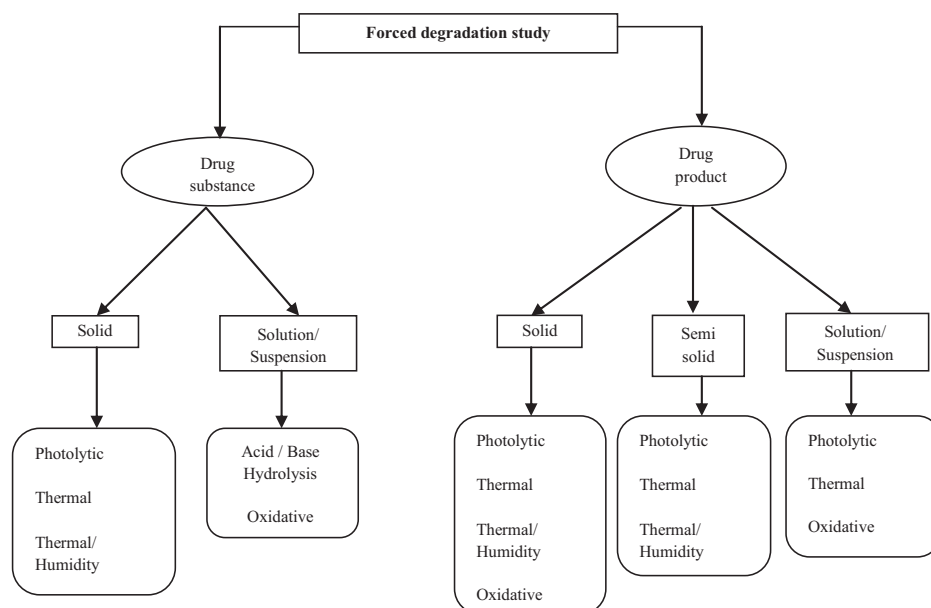 Forced degradation study
Drug
substance
Drug
product
Solid
Solution/
Suspension
Solid
Semi
solid
Solution/
Suspension
Photolytic
Thermal
Thermal/
Humidity
Acid / Base
Hydrolysis
Oxidative
Photolytic
Thermal
Thermal/
Humidity
Oxidative
Photolytic
Thermal
Thermal/
Humidity
Photolytic
Thermal
Oxidative